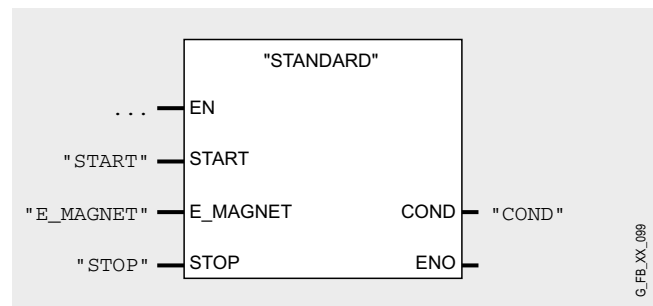 "STANDARD"
... EN
"START" START
"E_MAGNET" E_MAGNET COND "COND"
"STOP" STOP ENO
G_FB_XX_099